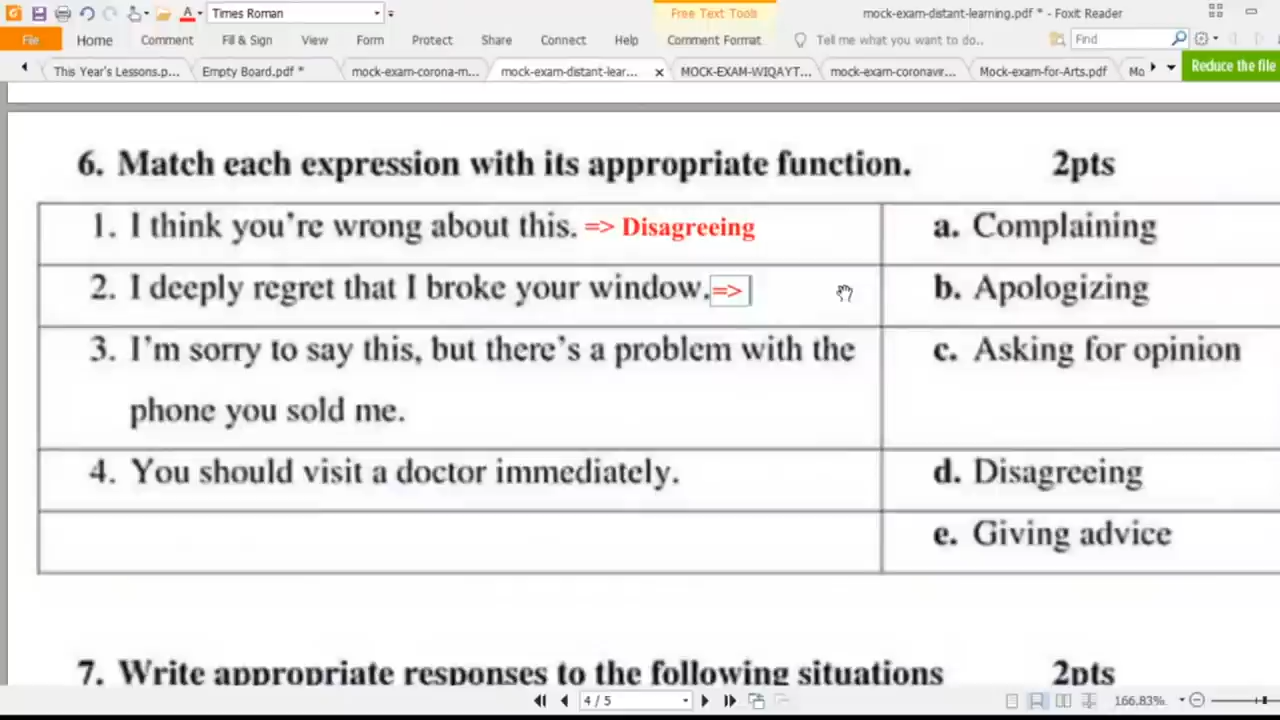 Times Roman
Free Text Tools
mock-exam-distant-learning.pdf * - Foxit Reader
File Home Comment Fill & Sign View Form Protect Share Connect Help Comment Format Tell me what you want to do.. Find
This Year's Lessons.p... Empty Board.pdf * mock-exam-corona-m... mock-exam-distant-lear... MOCK-EXAM-WIQAYT... mock-exam-coronavir... Mock-exam-for-Arts.pdf Mo Reduce the file
6. Match each expression with its appropriate function. 2pts
1. I think you're wrong about this. => Disagreeing a. Complaining
2. I deeply regret that I broke your window. => b. Apologizing
3. I'm sorry to say this, but there's a problem with the c. Asking for opinion
phone you sold me.
4. You should visit a doctor immediately. d. Disagreeing
e. Giving advice
7. Write appropriate responses to the following situations 2pts
4 / 5 166.83%